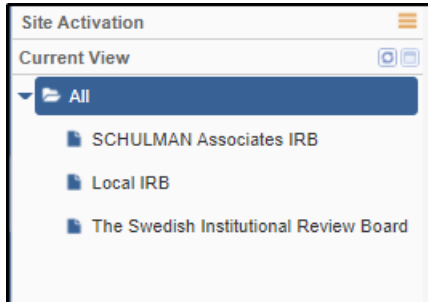 Site Activation
Current View
All
SCHULMAN Associates IRB
Local IRB
The Swedish Institutional Review Board